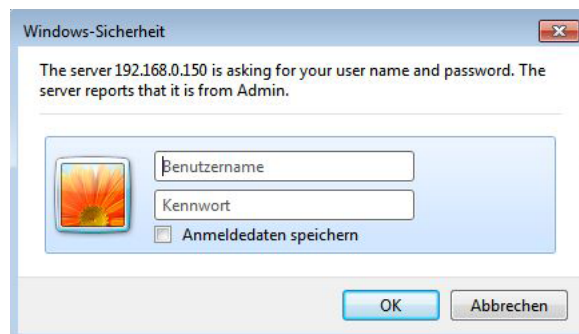 Windows-Sicherheit
The server 192.168.0.150 is asking for your user name and password. The
server reports that it is from Admin.
Benutzername
Kennwort
Anmeldedaten speichern
OK Abbrechen